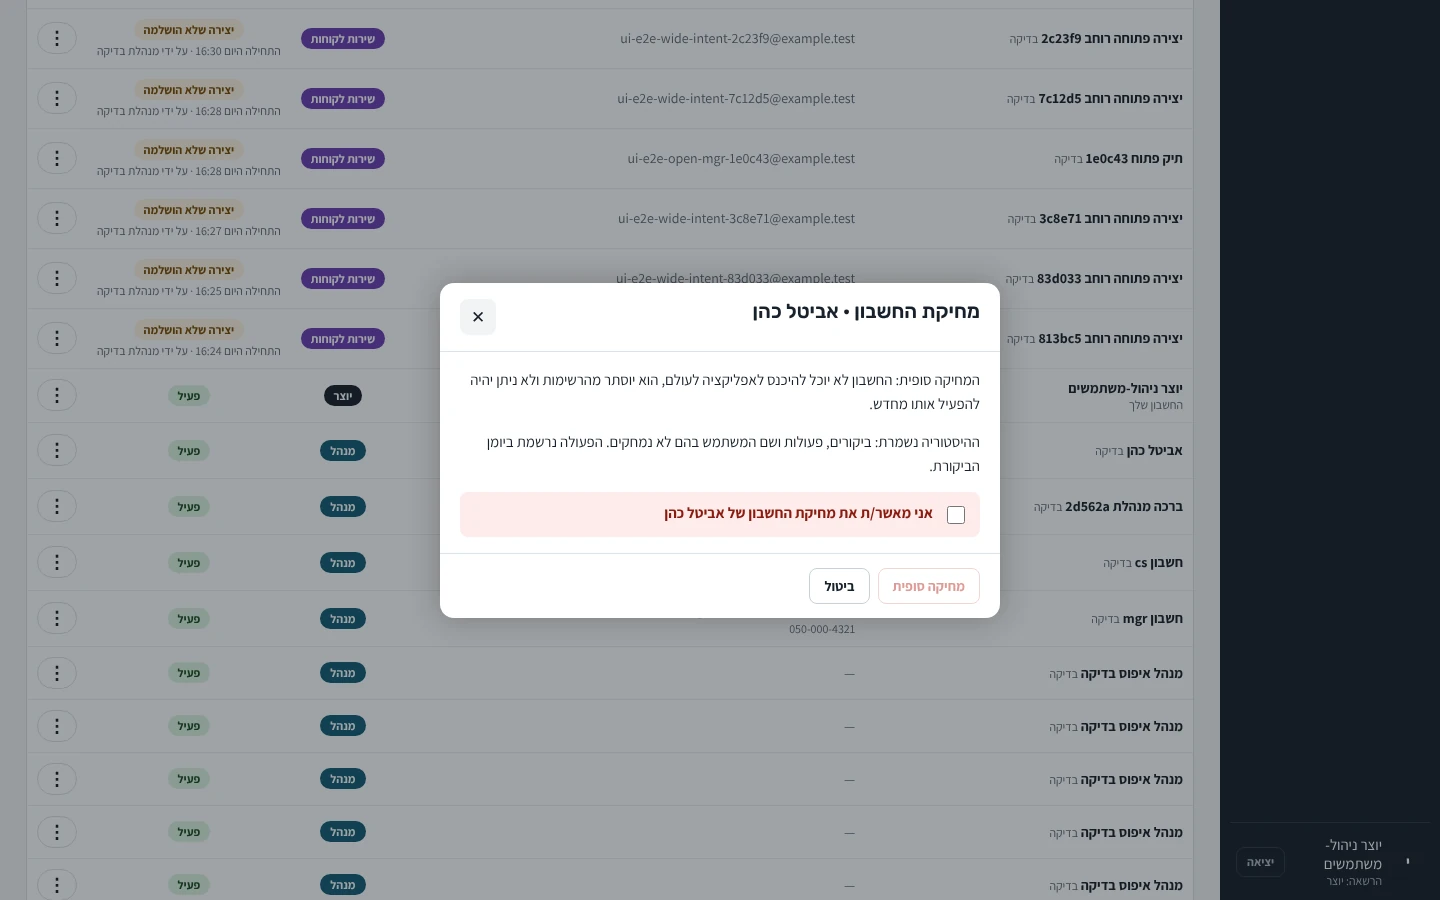 יצירה פתוחה רוחב 2c23f9 בדיקה
ui-e2e-wide-intent-2c23f9@example.test
שירות לקוחות
יצירה שלא הושלמה
התחילה היום 16:30 · על ידי מנהלת בדיקה
יצירה פתוחה רוחב 7c12d5 בדיקה
ui-e2e-wide-intent-7c12d5@example.test
שירות לקוחות
יצירה שלא הושלמה
התחילה היום 16:28 · על ידי מנהלת בדיקה
תיק פתוח 1e0c43 בדיקה
ui-e2e-open-mgr-1e0c43@example.test
שירות לקוחות
יצירה שלא הושלמה
התחילה היום 16:28 · על ידי מנהלת בדיקה
יצירה פתוחה רוחב 3c8e71 בדיקה
ui-e2e-wide-intent-3c8e71@example.test
שירות לקוחות
יצירה שלא הושלמה
התחילה היום 16:27 · על ידי מנהלת בדיקה
יצירה פתוחה רוחב 83d033 בדיקה
ui-e2e-wide-intent-83d033@example.test
שירות לקוחות
יצירה שלא הושלמה
התחילה היום 16:25 · על ידי מנהלת בדיקה
יצירה פתוחה רוחב 813bc5 בדיקה
שירות לקוחות
יצירה שלא הושלמה
התחילה היום 16:24 · על ידי מנהלת בדיקה
יוצר ניהול-משתמשים
החשבון שלך
יוצר
פעיל
אביטל כהן בדיקה
מנהל
פעיל
ברכה מנהלת 2d562a בדיקה
מנהל
פעיל
חשבון cs בדיקה
מנהל
פעיל
חשבון mgr בדיקה
050-000-4321
מנהל
פעיל
מנהל איפוס בדיקה בדיקה
—
מנהל
פעיל
מנהל איפוס בדיקה בדיקה
—
מנהל
פעיל
מנהל איפוס בדיקה בדיקה
—
מנהל
פעיל
מנהל איפוס בדיקה בדיקה
—
מנהל
פעיל
מנהל איפוס בדיקה בדיקה
—
מנהל
פעיל
מחיקת החשבון • אביטל כהן
המחיקה סופית: החשבון לא יוכל להיכנס לאפליקציה לעולם, הוא יוסתר מהרשימות ולא ניתן יהיה
להפעיל אותו מחדש.
ההיסטוריה נשמרת: ביקורים, פעולות ושם המשתמש בהם לא נמחקים. הפעולה נרשמת ביומן
הביקורת.
אני מאשר/ת את מחיקת החשבון של אביטל כהן
מחיקה סופית
ביטול
יוצר ניהול-
משתמשים
הרשאה: יוצר
יציאה